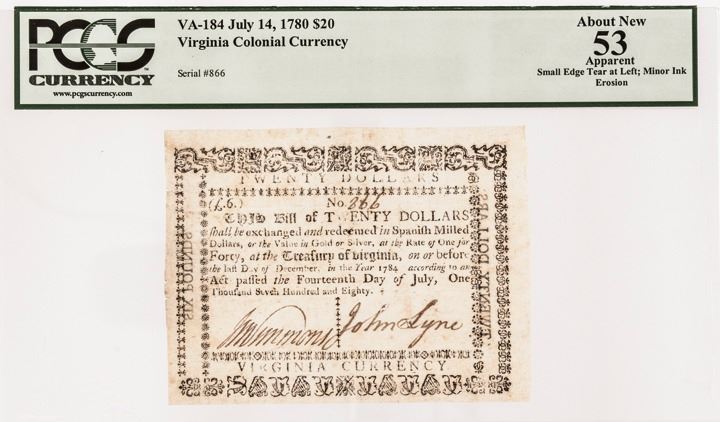 PCGS
CURRENCY
www.pcgscurrency.com
VA-184 July 14, 1780 $20
Virginia Colonial Currency
Serial #866
About New
53
Apparent
Small Edge Tear at Left; Minor Ink
Erosion
TWENTY DOLLARS
(£.6.) No. 866
THIS Bill of TWENTY DOLLARS
shall be exchanged and redeemed in Spanish Milled
Dollars, or the Value in Gold or Silver, at the Rate of One for
Forty, at the Treasury of Virginia, on or before
the last Day of December, in the Year 1784 according to an
Act passed the Fourteenth Day of July, One
Thousand Seven Hundred and Eighty.
John Lyne
VIRGINIA CURRENCY
SIX POUNDS
TWENTY DOLLARS